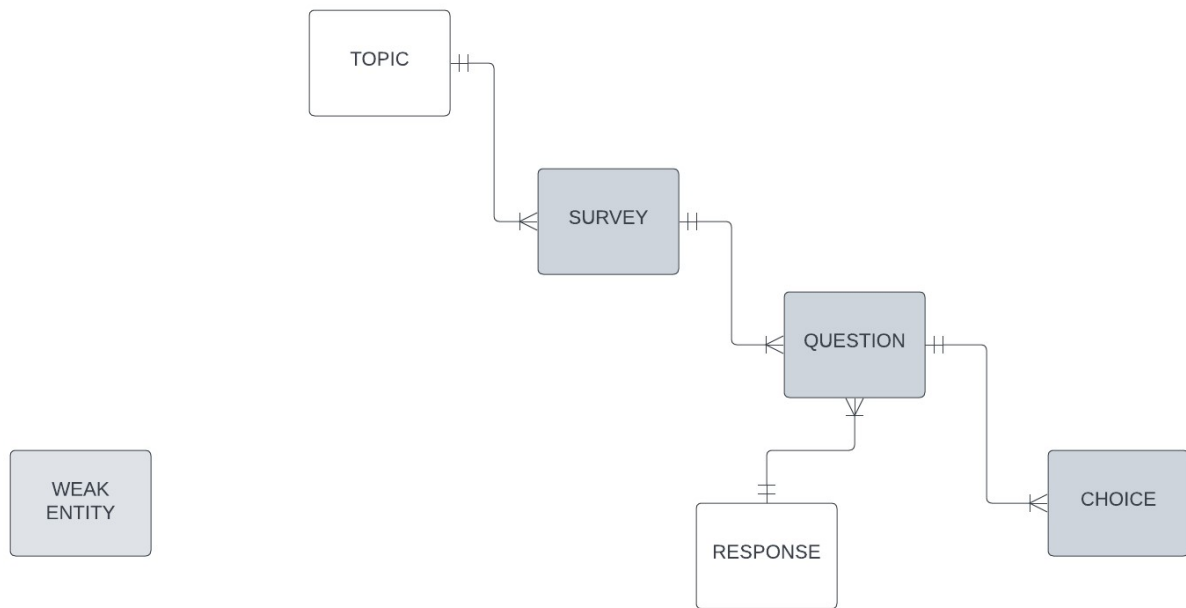 TOPIC
SURVEY
QUESTION
WEAK
ENTITY
CHOICE
RESPONSE